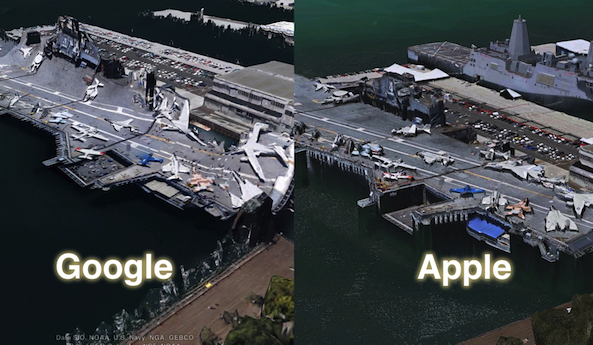 Google
Apple
Data SIO, NOAA, U.S. Navy, NGA, GEBCO